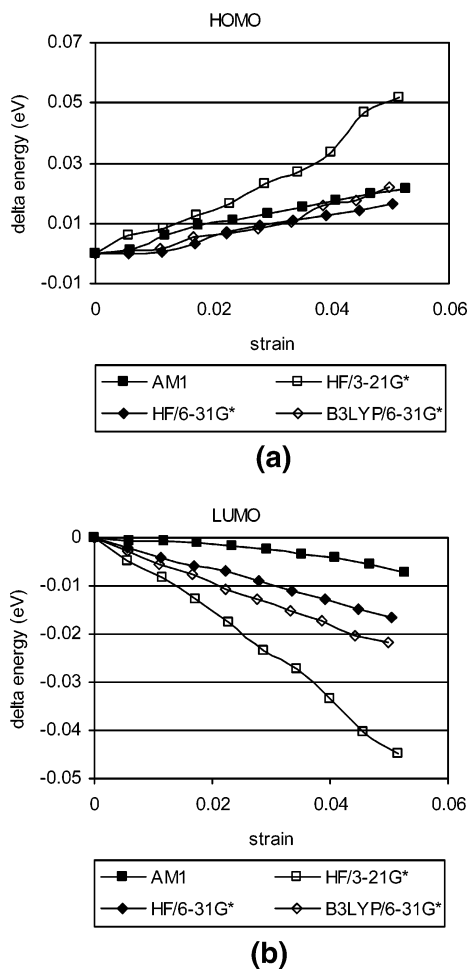 HOMO
delta energy (eV)
0.07
0.05
0.03
0.01
-0.01
0 0.02 0.04 0.06
strain
AM1 HF/3-21G*
HF/6-31G* B3LYP/6-31G*
(a)
LUMO
delta energy (eV)
0
-0.01
-0.02
-0.03
-0.04
-0.05
0 0.02 0.04 0.06
strain
AM1 HF/3-21G*
HF/6-31G* B3LYP/6-31G*
(b)